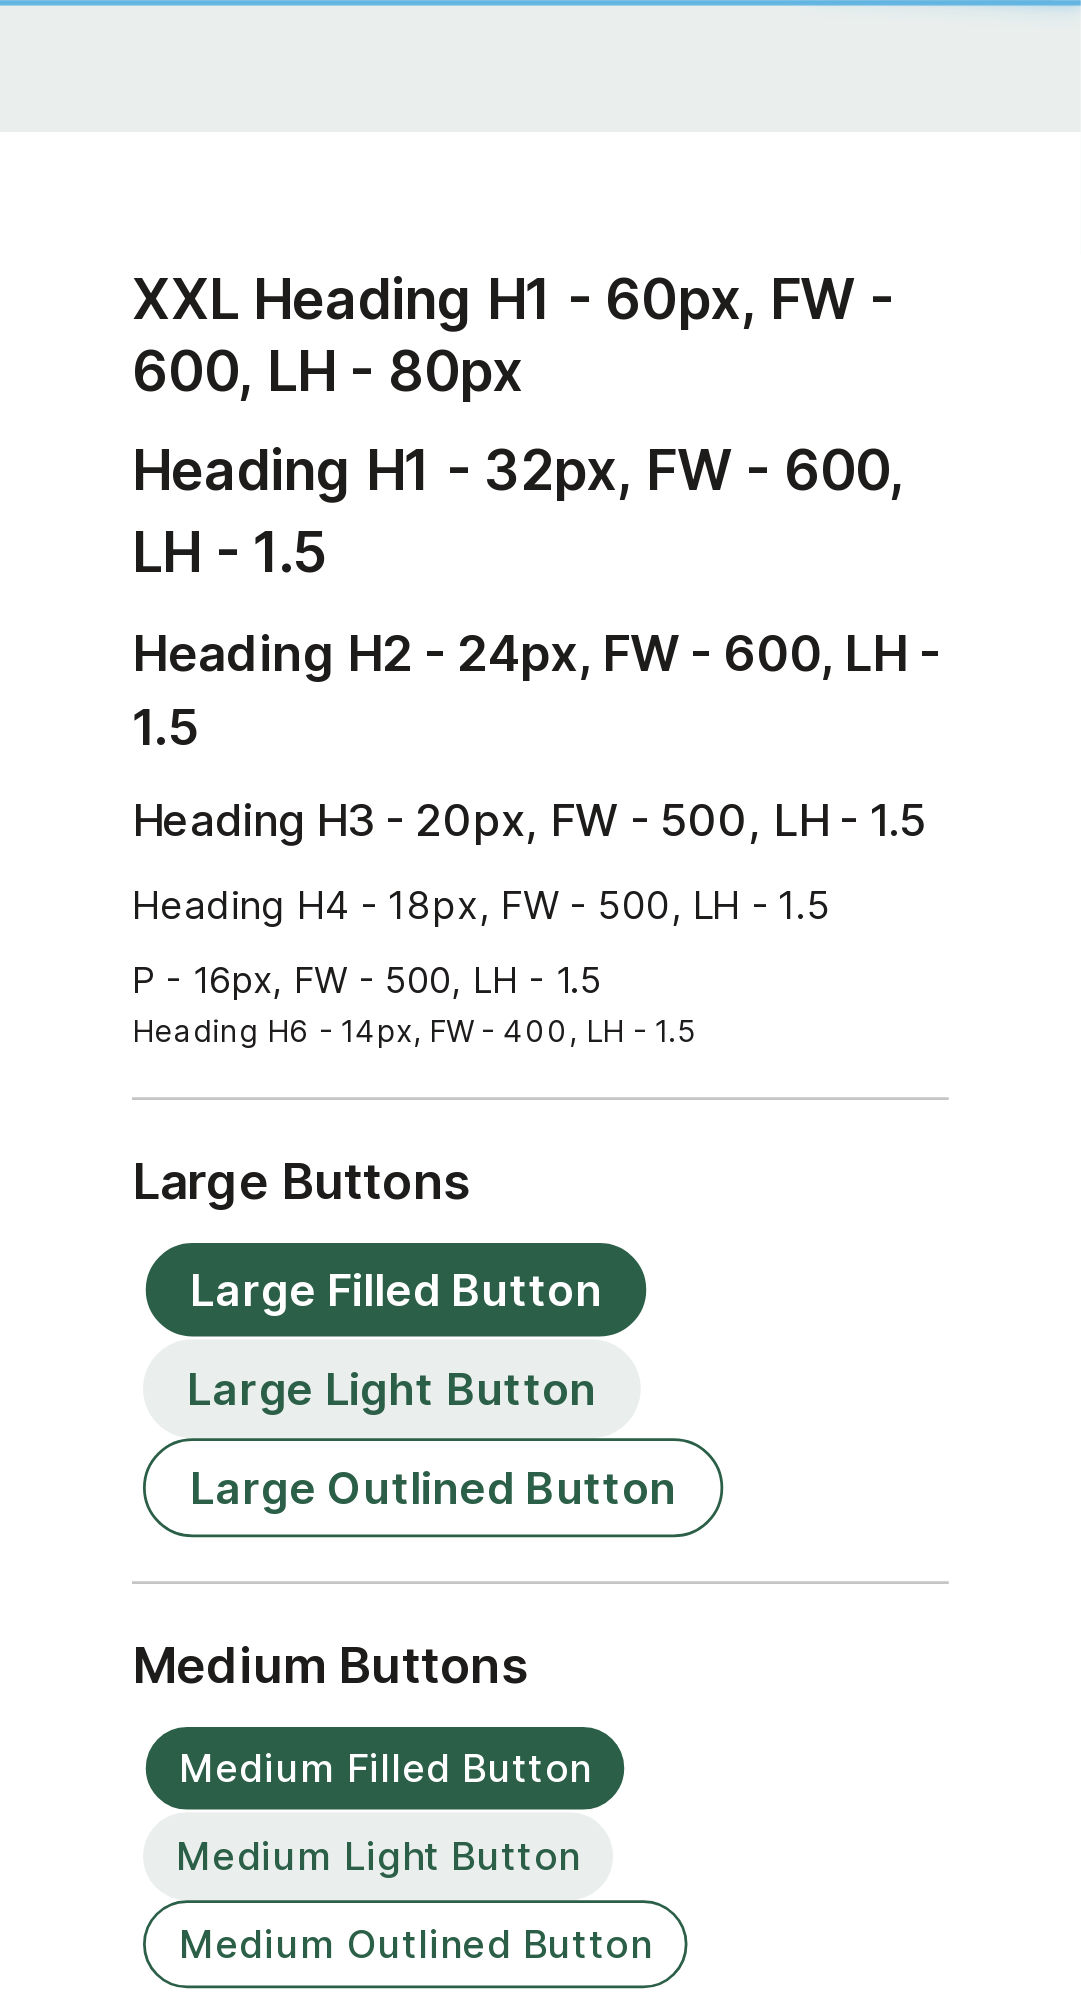 XXL Heading H1 - 60px, FW -
600, LH - 80px
Heading H1 - 32px, FW - 600,
LH - 1.5
Heading H2 - 24px, FW - 600, LH -
1.5
Heading H3 - 20px, FW - 500, LH - 1.5
Heading H4 - 18px, FW - 500, LH - 1.5
P - 16px, FW - 500, LH - 1.5
Heading H6 - 14px, FW - 400, LH - 1.5
Large Buttons
Large Filled Button
Large Light Button
Large Outlined Button
Medium Buttons
Medium Filled Button
Medium Light Button
Medium Outlined Button